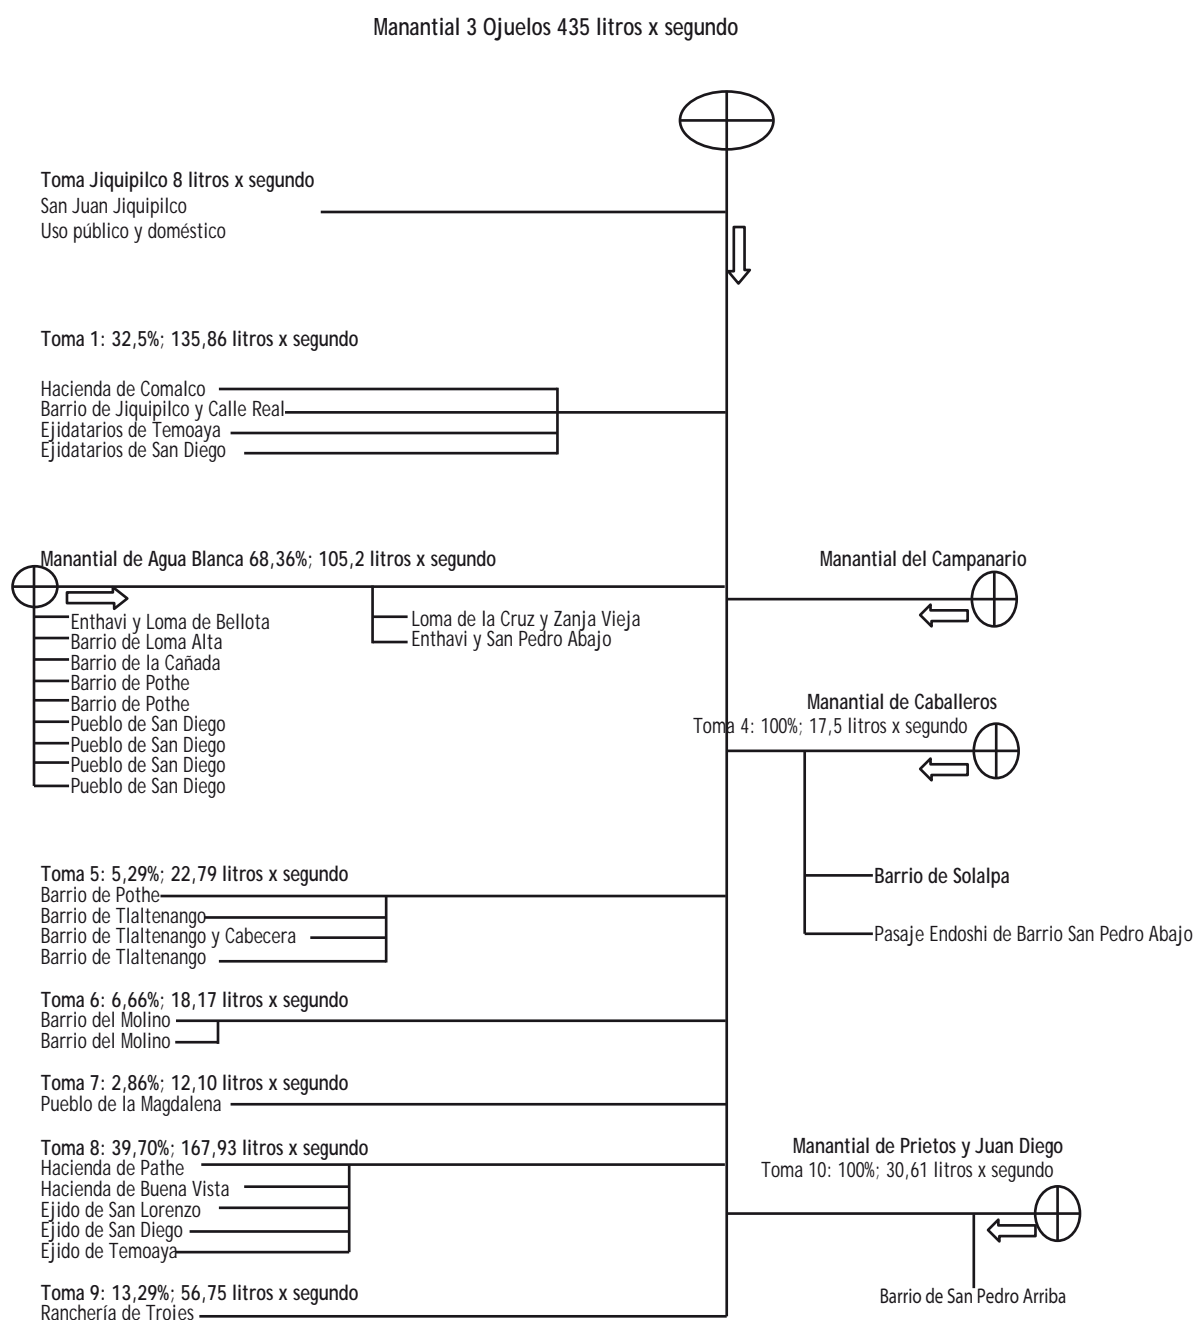 Manantial 3 Ojuelos 435 litros x segundo
Toma Jiquipilco 8 litros x segundo
San Juan Jiquipilco
Uso público y doméstico
Toma 1: 32,5%; 135,86 litros x segundo
Hacienda de Comalco
Barrio de Jiquipilco y Calle Real
Ejidatarios de Temoaya
Ejidatarios de San Diego
Manantial de Agua Blanca 68,36%; 105,2 litros x segundo
Enthavi y Loma de Bellota
Barrio de Loma Alta
Barrio de la Cañada
Barrio de Pothe
Barrio de Pothe
Pueblo de San Diego
Pueblo de San Diego
Pueblo de San Diego
Pueblo de San Diego
Loma de la Cruz y Zanja Vieja
Enthavi y San Pedro Abajo
Manantial del Campanario
Manantial de Caballeros
Toma 4: 100%; 17,5 litros x segundo
Barrio de Solalpa
Pasaje Endoshi de Barrio San Pedro Abajo
Toma 5: 5,29%; 22,79 litros x segundo
Barrio de Pothe
Barrio de Tlaltenango
Barrio de Tlaltenango y Cabecera
Barrio de Tlaltenango
Toma 6: 6,66%; 18,17 litros x segundo
Barrio del Molino
Barrio del Molino
Toma 7: 2,86%; 12,10 litros x segundo
Pueblo de la Magdalena
Toma 8: 39,70%; 167,93 litros x segundo
Hacienda de Pathe
Hacienda de Buena Vista
Ejido de San Lorenzo
Ejido de San Diego
Ejido de Temoaya
Manantial de Prietos y Juan Diego
Toma 10: 100%; 30,61 litros x segundo
Barrio de San Pedro Arriba
Toma 9: 13,29%; 56,75 litros x segundo
Ranchería de Trojes